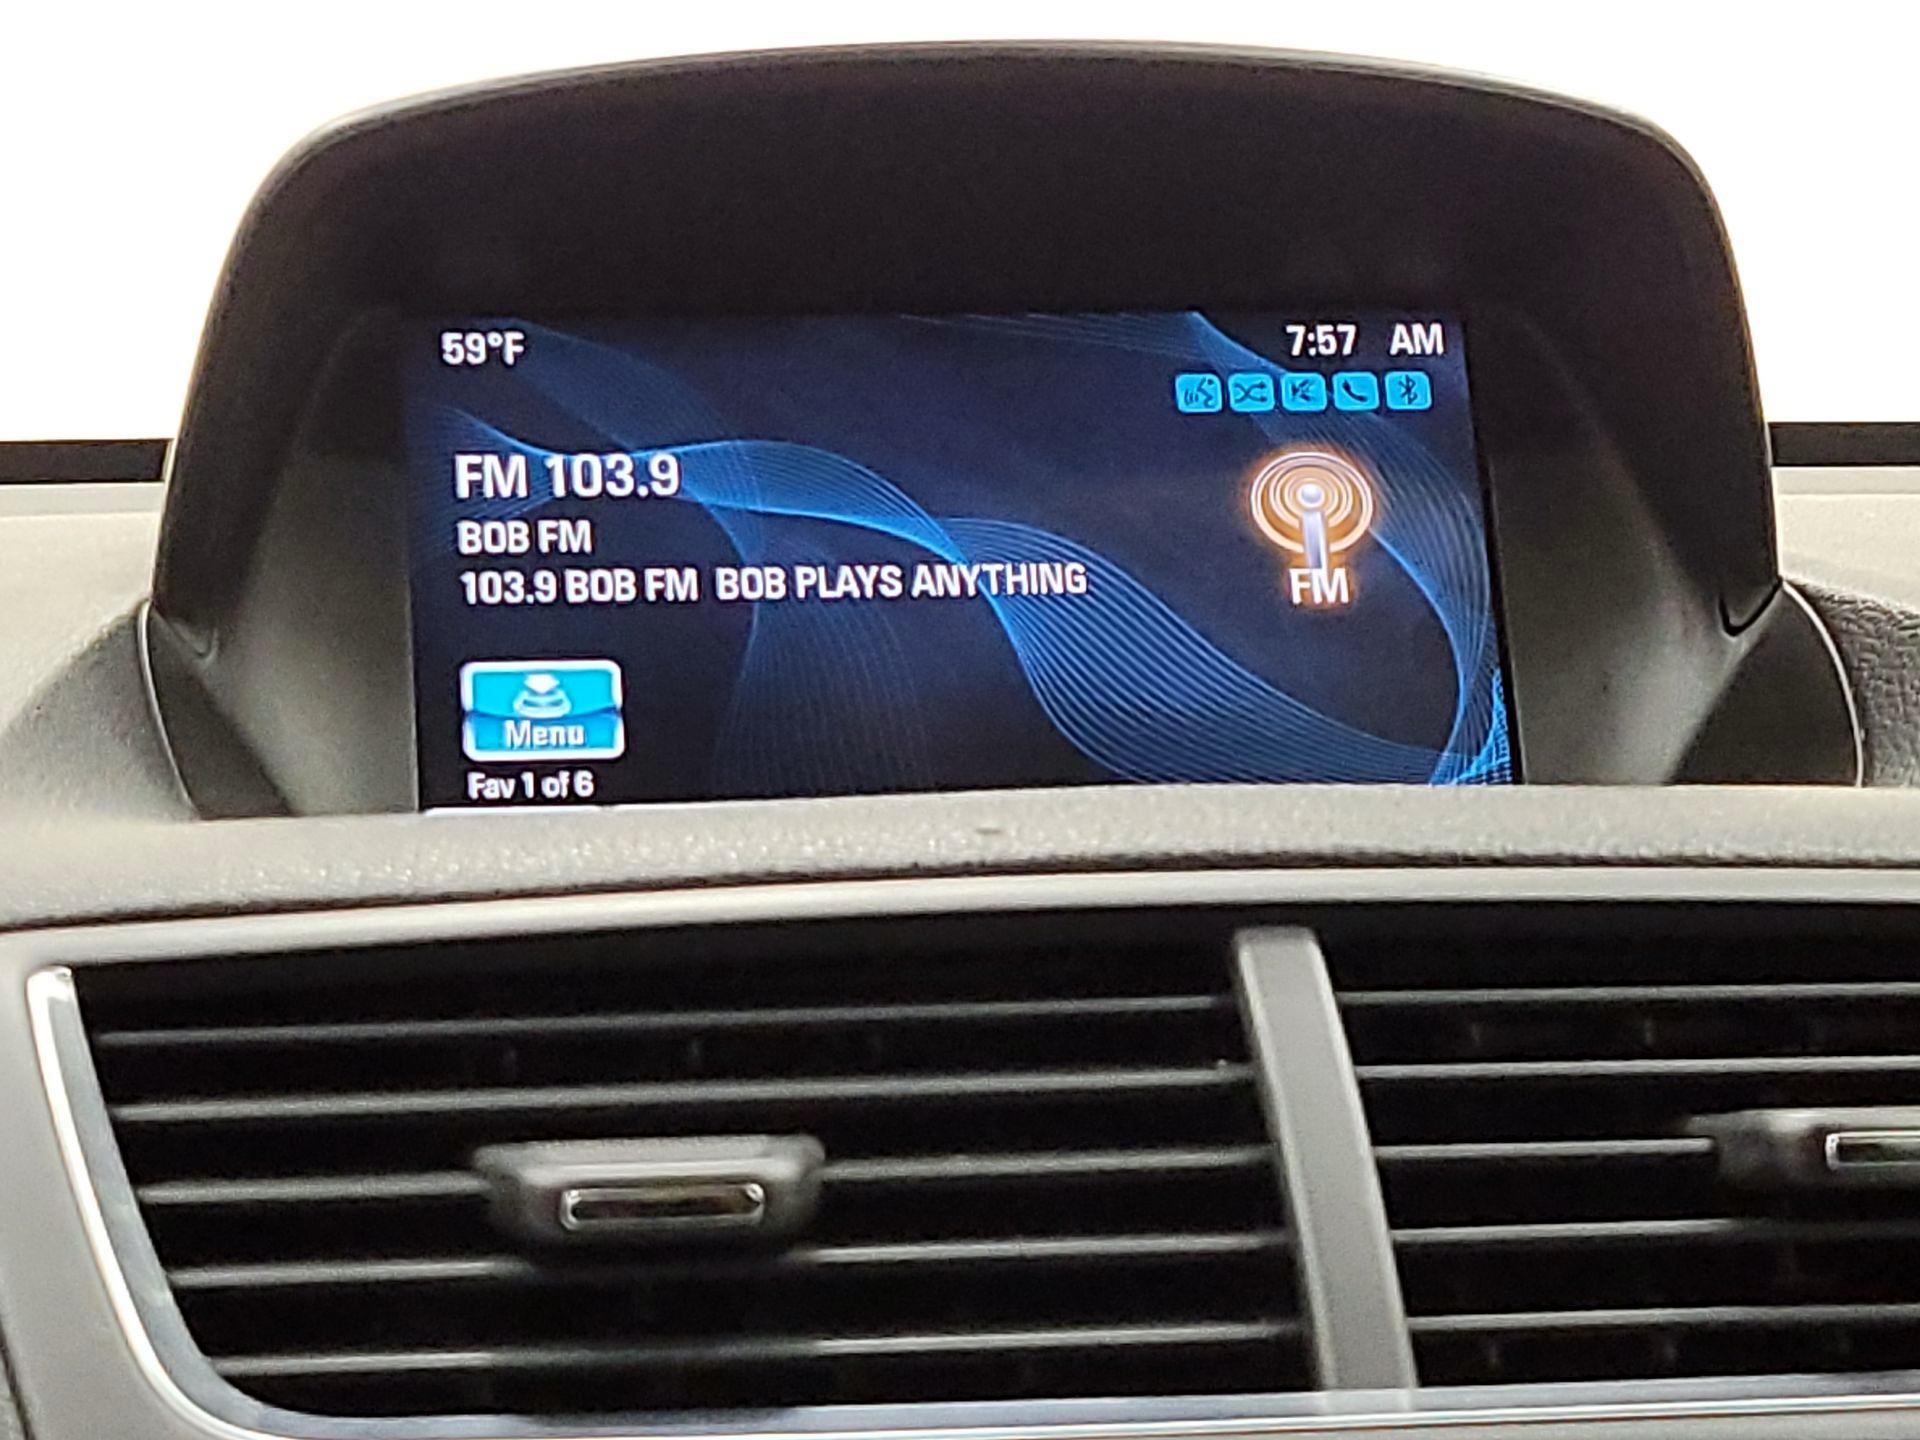 59°F 7:57 AM
FM 103.9
BOB FM
103.9 BOB FM BOB PLAYS ANYTHING
FM
Menu
Fav 1 of 6